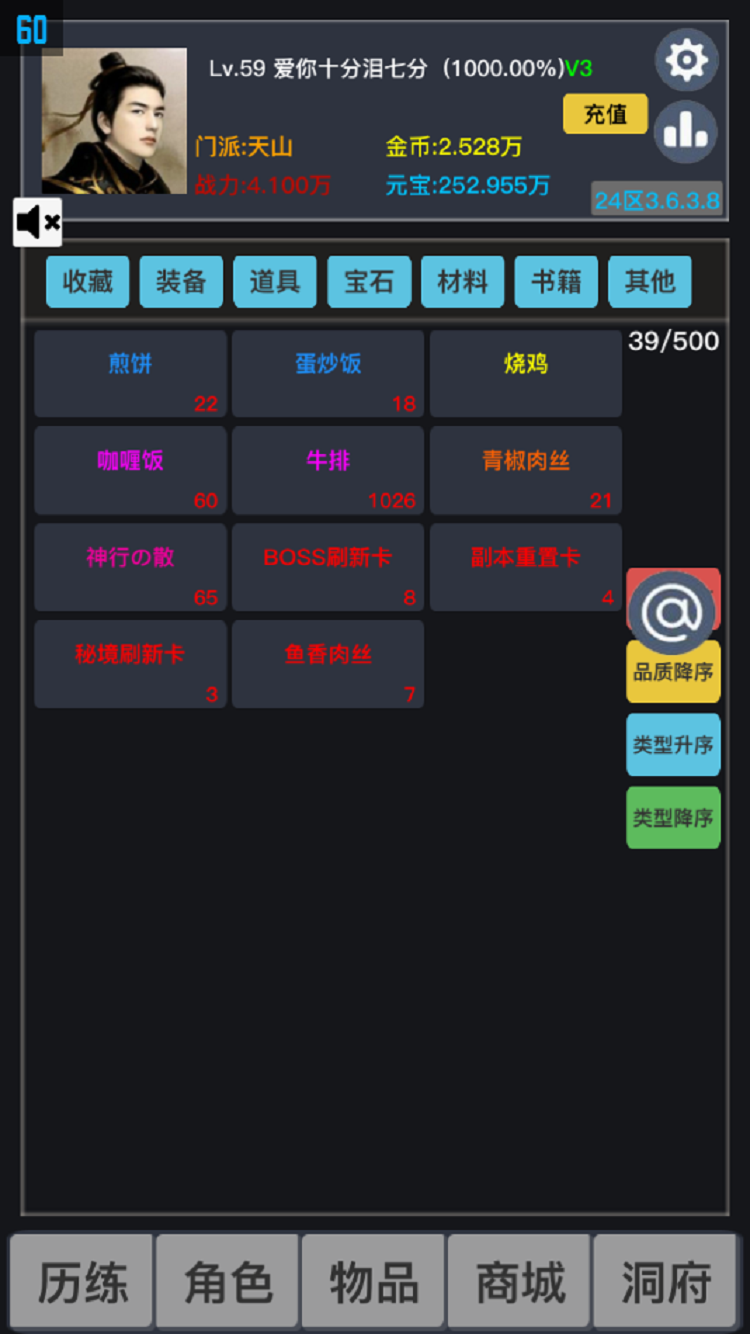 60
Lv.59 爱你十分泪七分 (1000.00%)V3
充值
门派:天山 金币:2.528万
战力:4.100万 元宝:252.955万
24区3.6.3.8
收藏 装备 道具 宝石 材料 书籍 其他
39/500
煎饼 蛋炒饭 烧鸡
22 18
咖喱饭 牛排 青椒肉丝
60 1026 21
神行の散 BOSS刷新卡 副本重置卡
65 8 4
@
秘境刷新卡 鱼香肉丝
3 7
品质降序
类型升序
类型降序
历练 角色 物品 商城 洞府